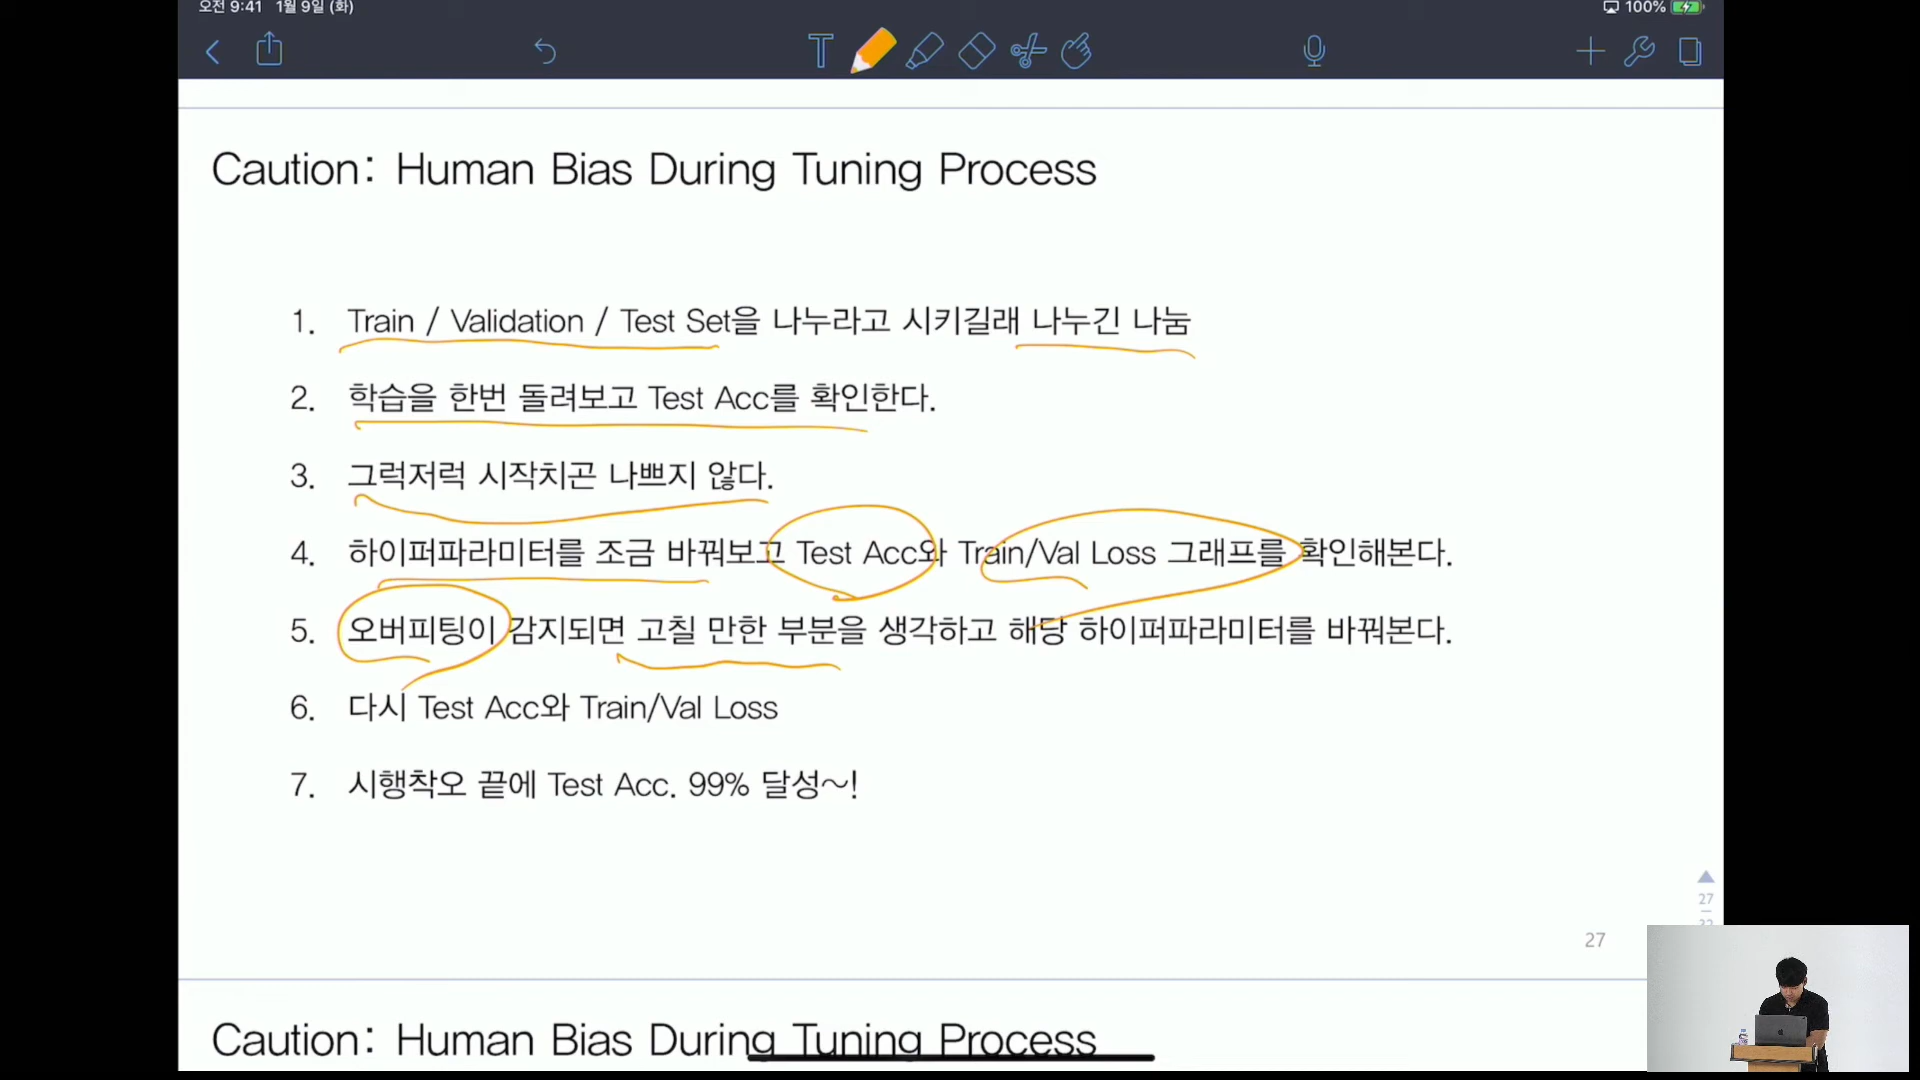 오전 9:41 1월 9일 (화) 100%
Caution: Human Bias During Tuning Process
1. Train / Validation / Test Set을 나누라고 시키길래 나누긴 나눔
2. 학습을 한번 돌려보고 Test Acc를 확인한다.
3. 그럭저럭 시작치곤 나쁘지 않다.
4. 하이퍼파라미터를 조금 바꿔보고 Test Acc와 Train/Val Loss 그래프를 확인해본다.
5. 오버피팅이 감지되면 고칠 만한 부분을 생각하고 해당 하이퍼파라미터를 바꿔본다.
6. 다시 Test Acc와 Train/Val Loss
7. 시행착오 끝에 Test Acc. 99% 달성~!
27
27
Caution: Human Bias During Tuning Process